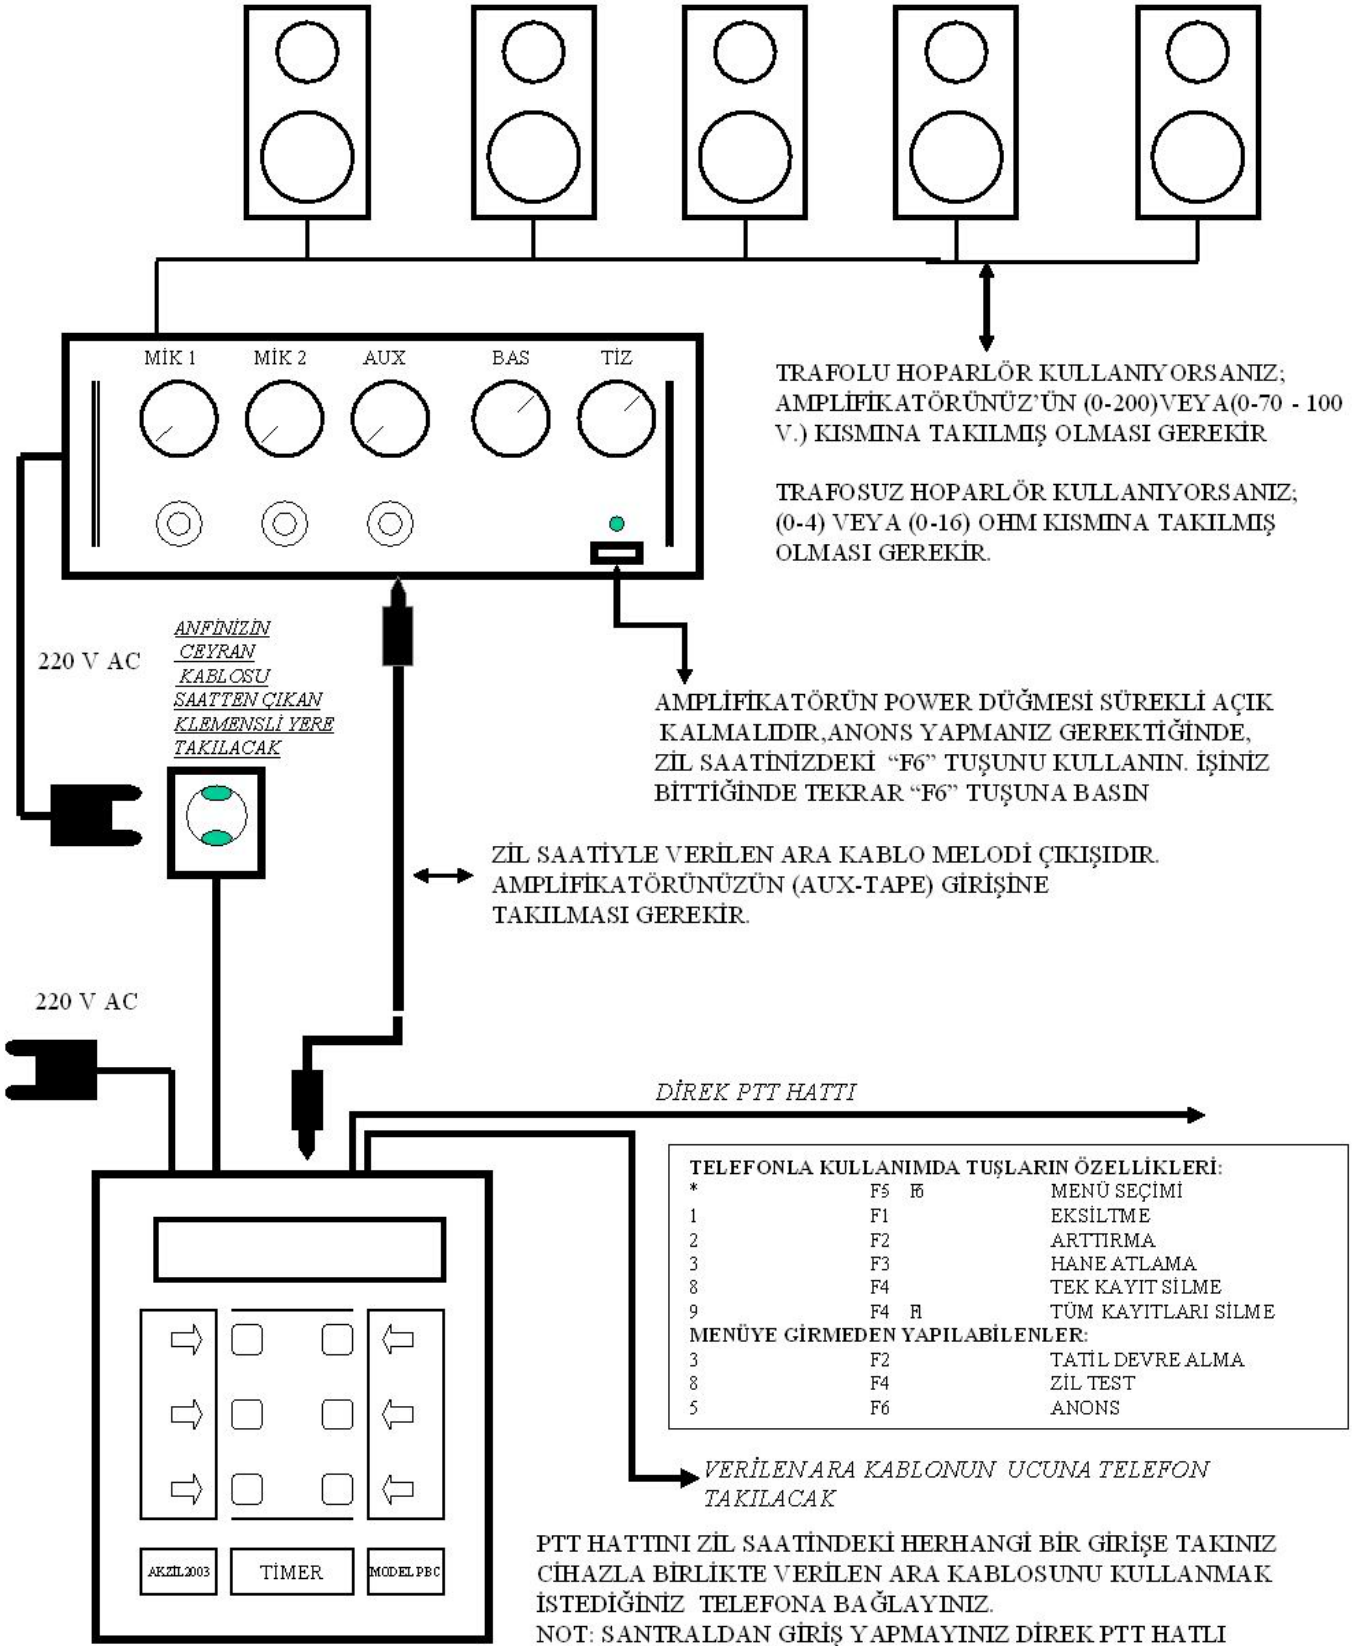 MİK 1 MİK 2 AUX BAS TİZ
TRAFOLU HOPARLÖR KULLANIYORSANIZ;
AMPLİFİKATÖRÜNÜZ'ÜN (0-200)VEYA(0-70 - 100
V.) KISMINA TAKILMIŞ OLMASI GEREKİR
TRAFOSUZ HOPARLÖR KULLANIYORSANIZ;
(0-4) VEYA (0-16) OHM KISMINA TAKILMIŞ
OLMASI GEREKİR.
220 V AC
ANFİNİZİN
CEYRAN
KABLOSU
SAATTEN ÇIKAN
KLEMENSLİ YERE
TAKILACAK
AMPLİFİKATÖRÜN POWER DÜĞMESİ SÜREKLİ AÇIK
KALMALIDIR,ANONS YAPMANIZ GEREKTİĞİNDE,
ZİL SAATİNİZDEKİ “F6” TUŞUNU KULLANIN. İŞİNİZ
BİTTİĞİNDE TEKRAR “F6” TUŞUNA BASIN
ZİL SAATİYLE VERİLEN ARA KABLO MELODİ ÇIKIŞIDIR.
AMPLİFİKATÖRÜNÜZÜN (AUX-TAPE) GİRİŞİNE
TAKILMASI GEREKİR.
220 V AC
DİREK PTT HATTI
TELEFONLA KULLANIMDA TUŞLARIN ÖZELLİKLERİ:
* F5 F6 MENÜ SEÇİMİ
1 F1 EKSİLTME
2 F2 ARTTIRMA
3 F3 HANE ATLAMA
8 F4 TEK KAYIT SİLME
9 F4 F1 TÜM KAYITLARI SİLME
MENÜYE GİRMEDEN YAPILABİLENLER:
3 F2 TATİL DEVRE ALMA
8 F4 ZİL TEST
5 F6 ANONS
VERİLEN ARA KABLONUN UCUNA TELEFON
TAKILACAK
AKZİL2003 TİMER MODEL PBC
PTT HATTINI ZİL SAATİNDEKİ HERHANGİ BİR GİRİŞE TAKINIZ
CİHAZLA BİRLİKTE VERİLEN ARA KABLOSUNU KULLANMAK
İSTEDİĞİNİZ TELEFONA BAĞLAYINIZ.
NOT: SANTRALDAN GİRİŞ YAPMAYINIZ DİREK PTT HATLI